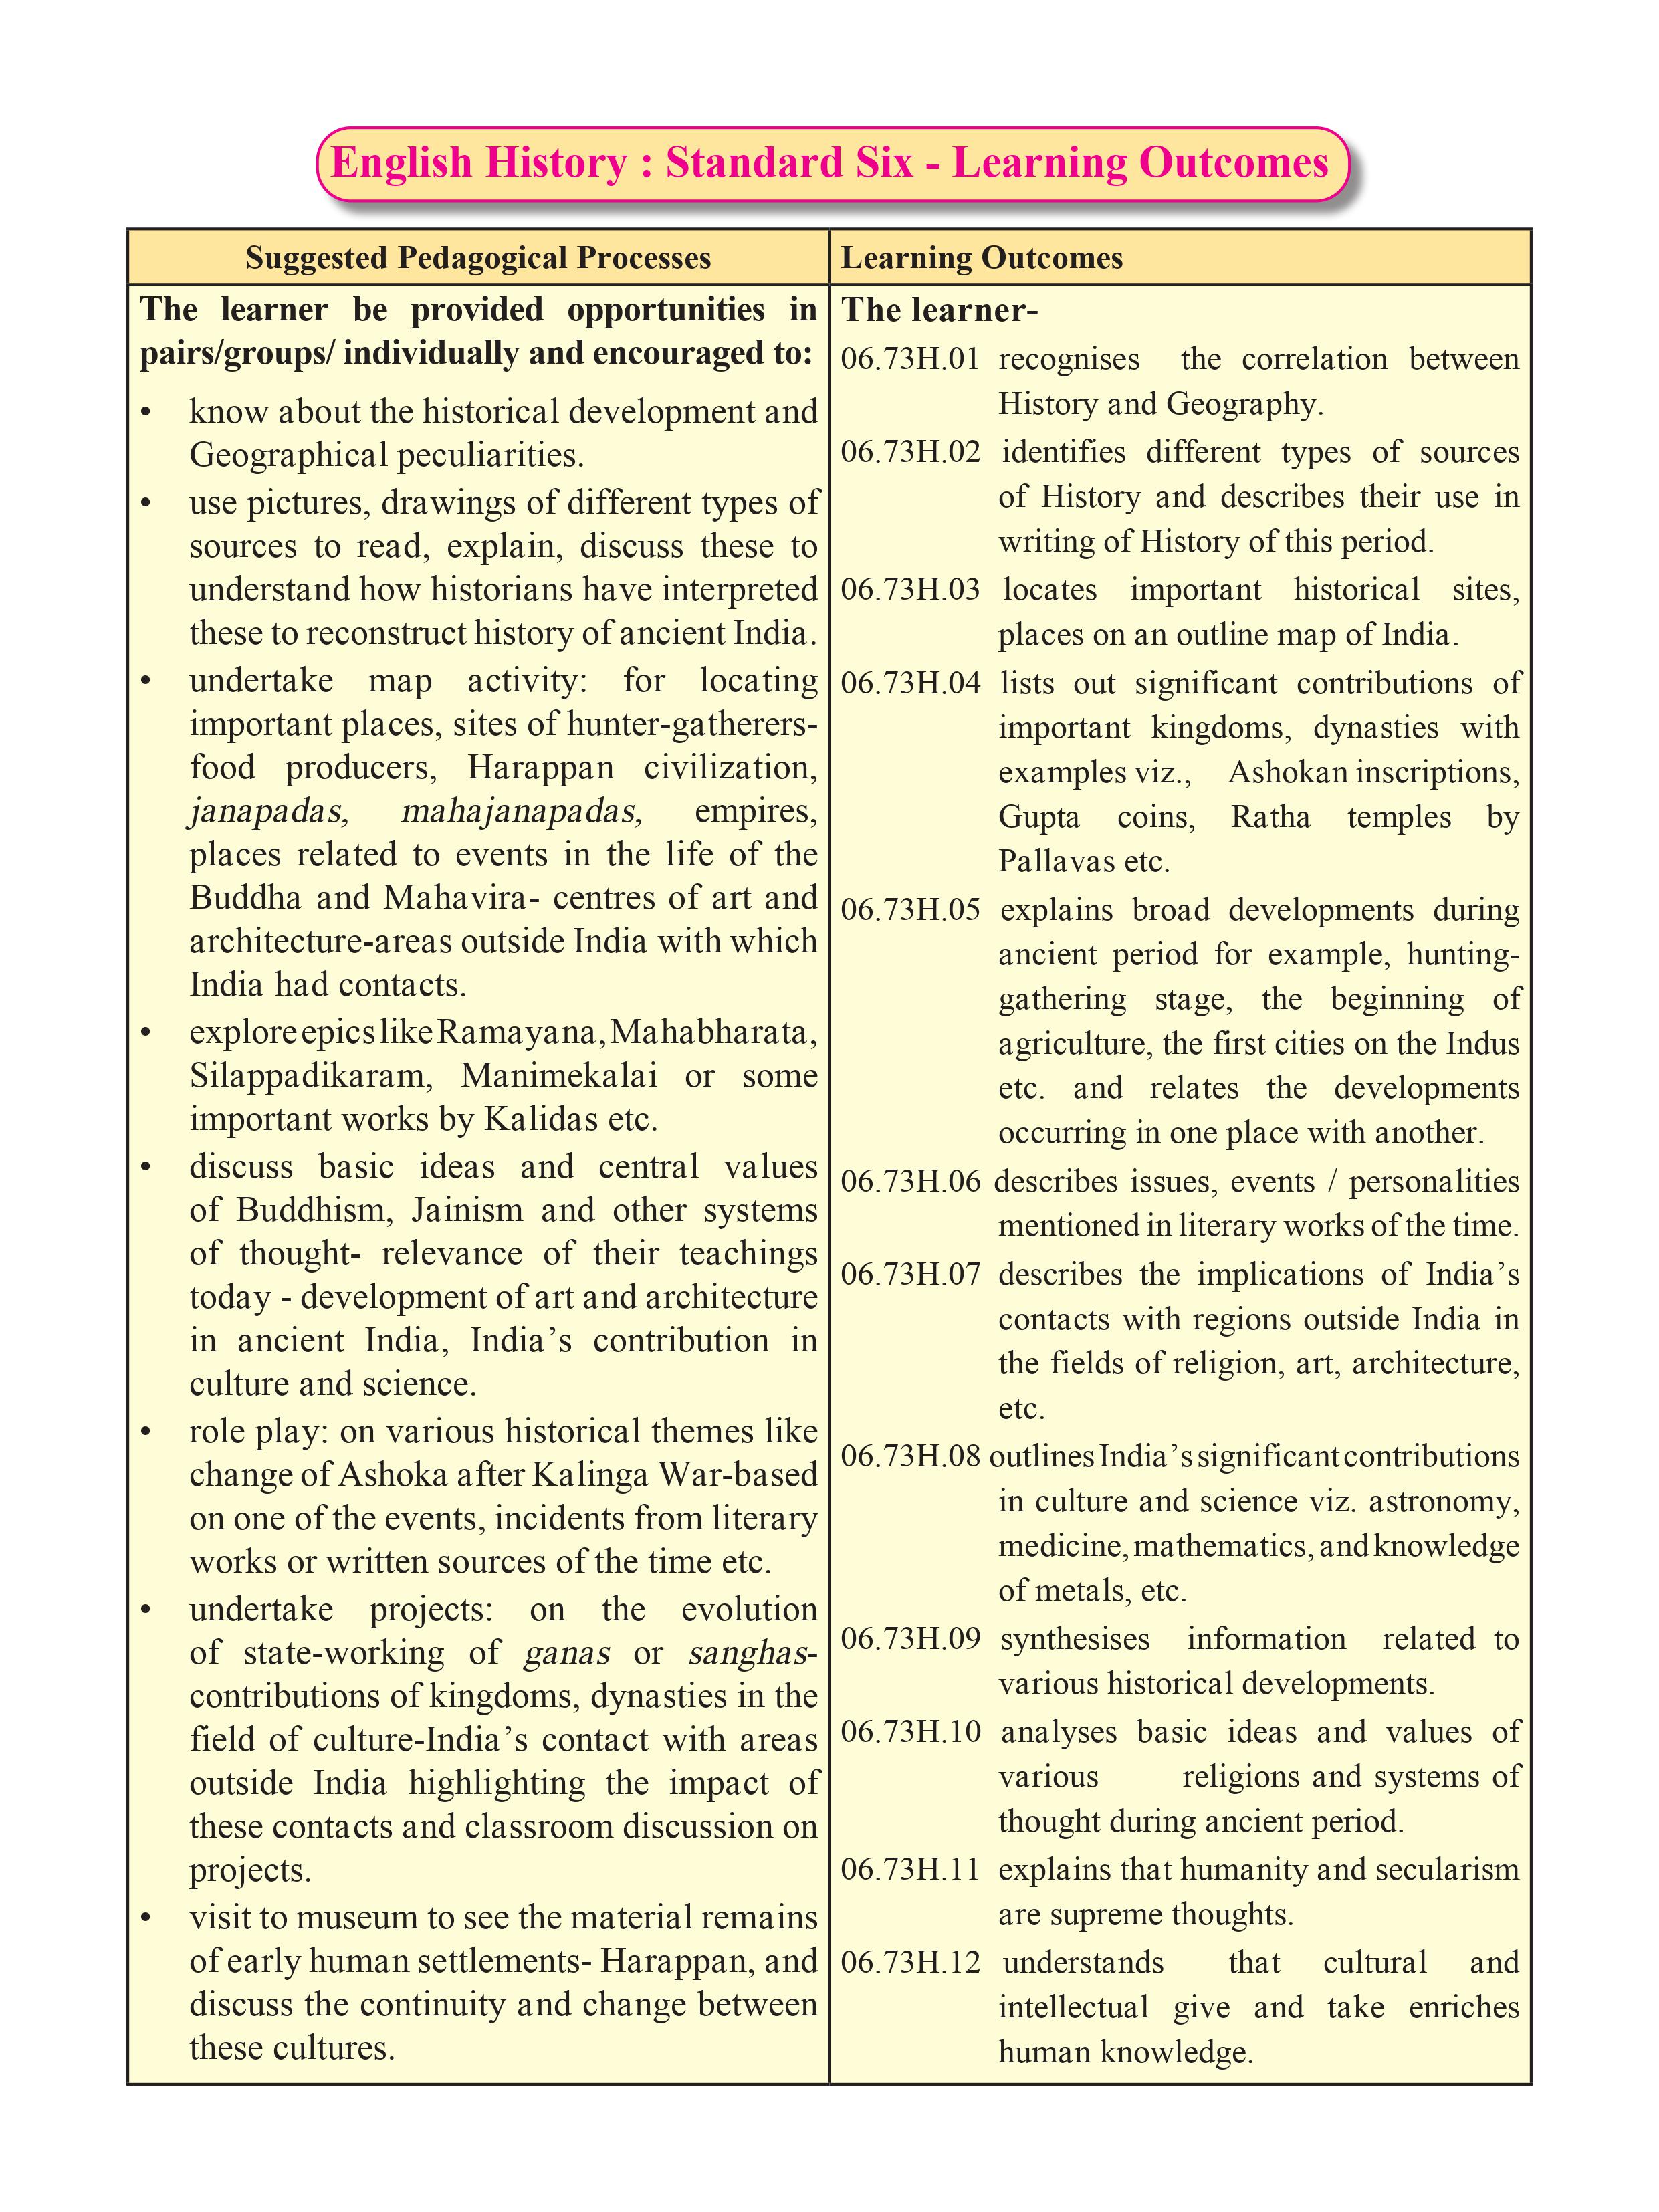 English History : Standard Six - Learning Outcomes
Suggested Pedagogical Processes
The learner be provided opportunities in
pairs/groups/ individually and encouraged to:
• know about the historical development and
Geographical peculiarities.
• use pictures, drawings of different types of
sources to read, explain, discuss these to
understand how historians have interpreted
these to reconstruct history of ancient India.
• undertake map activity: for locating
important places, sites of hunter-gatherers-
food producers, Harappan civilization,
janapadas, mahajanapadas, empires,
places related to events in the life of the
Buddha and Mahavira- centres of art and
architecture-areas outside India with which
India had contacts.
• explore epics like Ramayana, Mahabharata,
Silappadikaram, Manimekalai or some
important works by Kalidas etc.
• discuss basic ideas and central values
of Buddhism, Jainism and other systems
of thought- relevance of their teachings
today - development of art and architecture
in ancient India, India’s contribution in
culture and science.
• role play: on various historical themes like
change of Ashoka after Kalinga War-based
on one of the events, incidents from literary
works or written sources of the time etc.
• undertake projects: on the evolution
of state-working of ganas or sanghas-
contributions of kingdoms, dynasties in the
field of culture-India’s contact with areas
outside India highlighting the impact of
these contacts and classroom discussion on
projects.
• visit to museum to see the material remains
of early human settlements- Harappan, and
discuss the continuity and change between
these cultures.
Learning Outcomes
The learner-
06.73H.01 recognises the correlation between
History and Geography.
06.73H.02 identifies different types of sources
of History and describes their use in
writing of History of this period.
06.73H.03 locates important historical sites,
places on an outline map of India.
06.73H.04 lists out significant contributions of
important kingdoms, dynasties with
examples viz., Ashokan inscriptions,
Gupta coins, Ratha temples by
Pallavas etc.
06.73H.05 explains broad developments during
ancient period for example, hunting-
gathering stage, the beginning of
agriculture, the first cities on the Indus
etc. and relates the developments
occurring in one place with another.
06.73H.06 describes issues, events / personalities
mentioned in literary works of the time.
06.73H.07 describes the implications of India’s
contacts with regions outside India in
the fields of religion, art, architecture,
etc.
06.73H.08 outlines India’s significant contributions
in culture and science viz. astronomy,
medicine, mathematics, and knowledge
of metals, etc.
06.73H.09 synthesises information related to
various historical developments.
06.73H.10 analyses basic ideas and values of
various religions and systems of
thought during ancient period.
06.73H.11 explains that humanity and secularism
are supreme thoughts.
06.73H.12 understands that cultural and
intellectual give and take enriches
human knowledge.